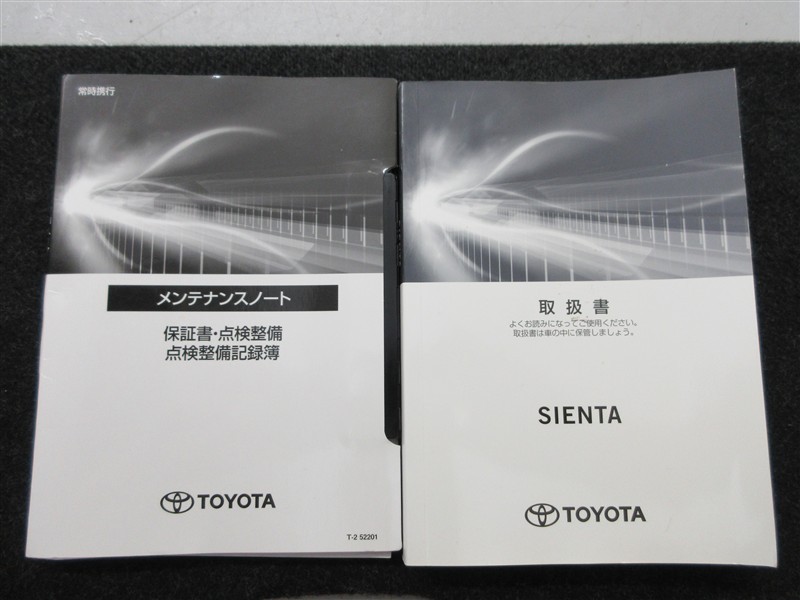 常時携行
メンテナンスノート
保証書・点検整備
点検整備記録簿
TOYOTA
T-2 52201
取扱書
よくお読みになってご使用ください。
取扱書は車の中に保管しましょう。
SIENTA
TOYOTA